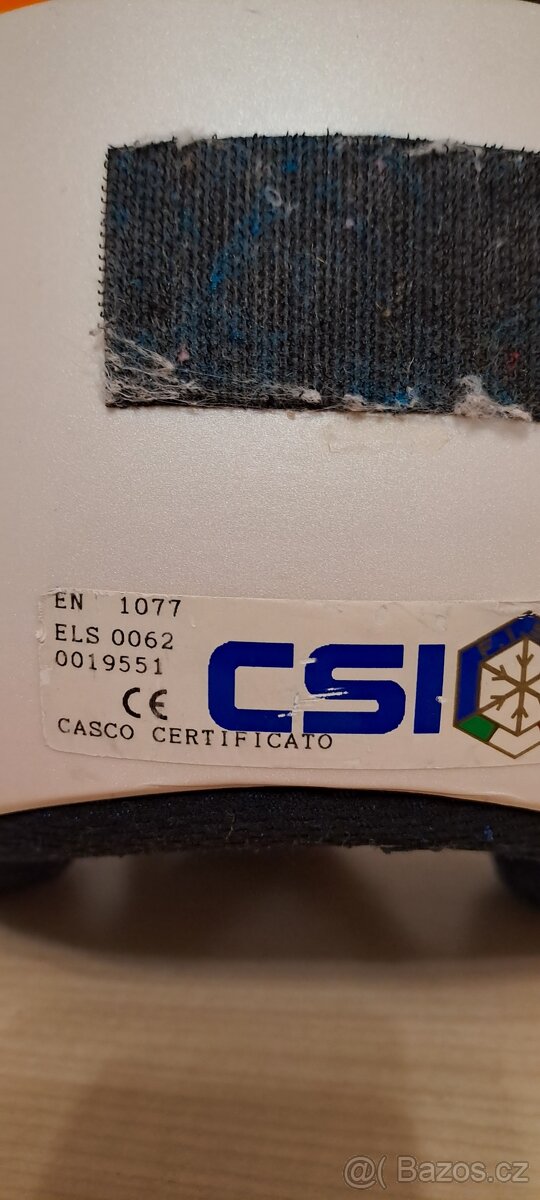 EN 1077
ELS 0062
0019551
CE
CSI
CASCO CERTIFICATO
@( Bazos.cz